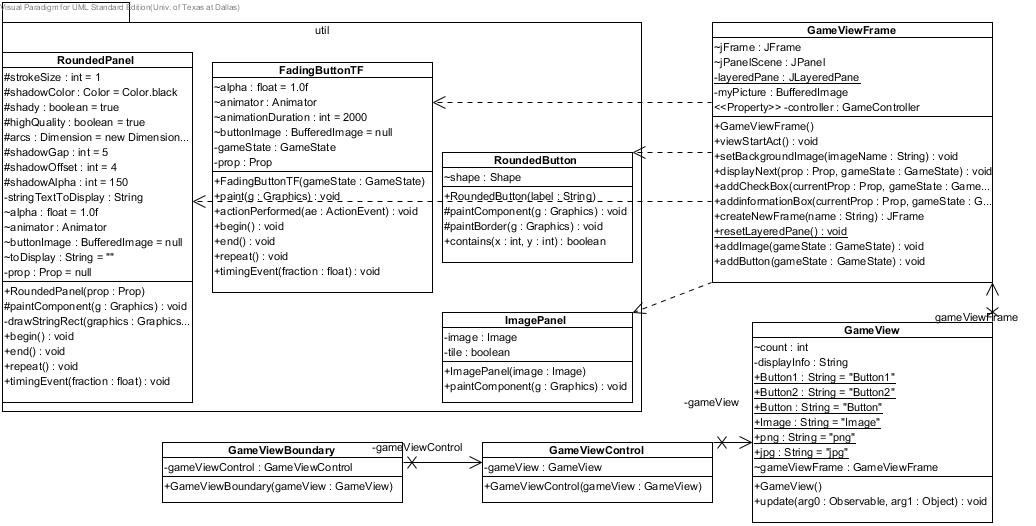 Visual Paradigm for UML Standard Edition(Univ. of Texas at Dallas)
util
RoundedPanel
#strokeSize : int = 1
#shadowColor : Color = Color.black
#shady : boolean = true
#highQuality : boolean = true
#arcs : Dimension = new Dimension...
#shadowGap : int = 5
#shadowOffset : int = 4
#shadowAlpha : int = 150
-stringTextToDisplay : String
~alpha : float = 1.0f
~animator : Animator
~buttonImage : BufferedImage = null
~toDisplay : String = ""
-prop : Prop = null
+RoundedPanel(prop : Prop)
#paintComponent(g : Graphics) : void
-drawStringRect(graphics : Graphics...
+begin() : void
+end() : void
+repeat() : void
+timingEvent(fraction : float) : void
FadingButtonTF
~alpha : float = 1.0f
~animator : Animator
~animationDuration : int = 2000
~buttonImage : BufferedImage = null
-gameState : GameState
-prop : Prop
+FadingButtonTF(gameState : GameState)
+paint(g : Graphics) : void
+actionPerformed(ae : ActionEvent) : void
+begin() : void
+end() : void
+repeat() : void
+timingEvent(fraction : float) : void
RoundedButton
~shape : Shape
+RoundedButton(label : String)
#paintComponent(g : Graphics) : void
#paintBorder(g : Graphics) : void
+contains(x : int, y : int) : boolean
ImagePanel
-image : Image
-tile : boolean
+ImagePanel(image : Image)
+paintComponent(g : Graphics) : void
GameViewFrame
~jFrame : JFrame
~jPanelScene : JPanel
-layeredPane : JLayeredPane
-myPicture : BufferedImage
<<Property>> -controller : GameController
+GameViewFrame()
+viewStartAct() : void
+setBackgroundImage(imageName : String) : void
+displayNext(prop : Prop, gameState : GameState) : void
+addCheckBox(currentProp : Prop, gameState : Game...
+addinformationBox(currentProp : Prop, gameState : G...
+createNewFrame(name : String) : JFrame
+resetLayeredPane() : void
+addImage(gameState : GameState) : void
+addButton(gameState : GameState) : void
gameViewFrame
GameView
~count : int
-displayInfo : String
+Button1 : String = "Button1"
+Button2 : String = "Button2"
+Button : String = "Button"
+Image : String = "Image"
+png : String = "png"
+jpg : String = "jpg"
~gameViewFrame : GameViewFrame
+GameView()
+update(arg0 : Observable, arg1 : Object) : void
-gameView
GameViewBoundary
-gameViewControl : GameViewControl
+GameViewBoundary(gameView : GameView)
-gameViewControl
GameViewControl
-gameView : GameView
+GameViewControl(gameView : GameView)